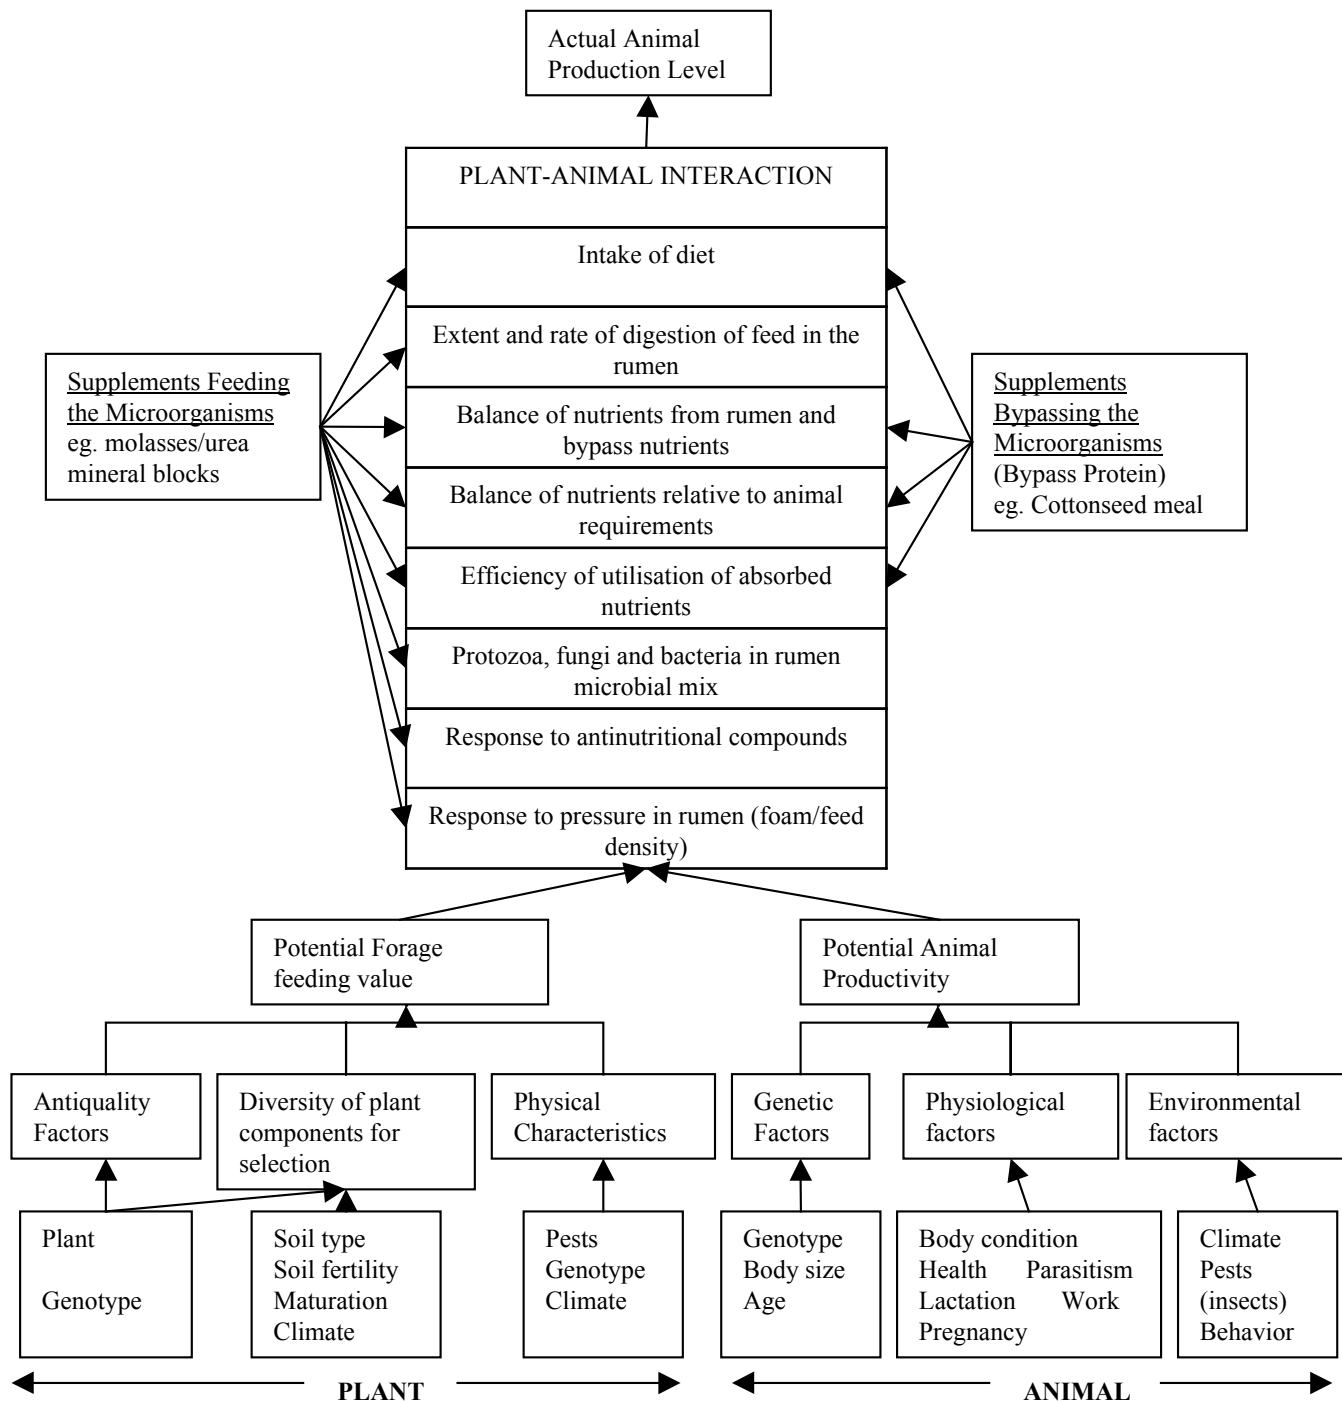 Actual Animal
Production Level
PLANT-ANIMAL INTERACTION
Intake of diet
Extent and rate of digestion of feed in the
rumen
Balance of nutrients from rumen and
bypass nutrients
Balance of nutrients relative to animal
requirements
Efficiency of utilisation of absorbed
nutrients
Protozoa, fungi and bacteria in rumen
microbial mix
Response to antinutritional compounds
Response to pressure in rumen (foam/feed
density)
Supplements Feeding
the Microorganisms
eg. molasses/urea
mineral blocks
Supplements
Bypassing the
Microorganisms
(Bypass Protein)
eg. Cottonseed meal
Potential Forage
feeding value
Potential Animal
Productivity
Antiquality
Factors
Diversity of plant
components for
selection
Physical
Characteristics
Genetic
Factors
Physiological
factors
Environmental
factors
Plant
Genotype
Soil type
Soil fertility
Maturation
Climate
Pests
Genotype
Climate
Genotype
Body size
Age
Body condition
Health Parasitism
Lactation Work
Pregnancy
Climate
Pests
(insects)
Behavior
PLANT
ANIMAL